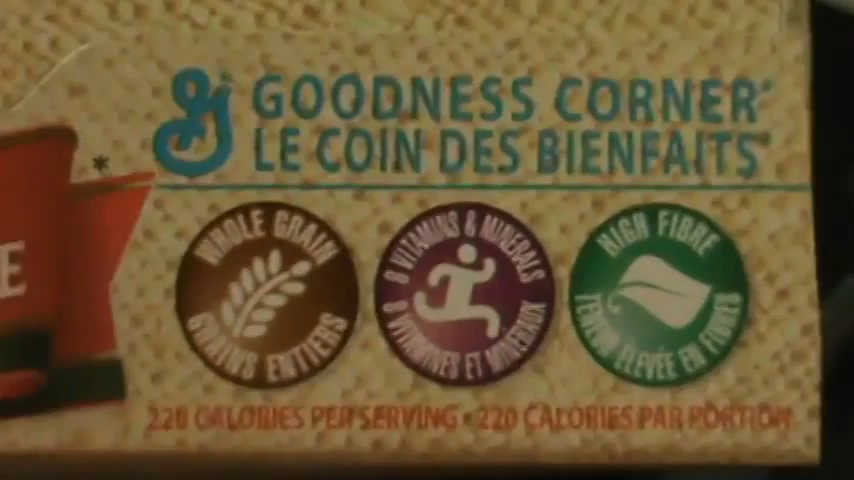 G
GOODNESS CORNER
LE COIN DES BIENFAITS
*
E
WHOLE GRAIN
GRAINS ENTIERS
8 VITAMINS & MINERALS
8 VITAMINES ET MINÉRAUX
HIGH FIBRE
TENEUR ÉLEVÉE EN FIBRES
220 CALORIES PER SERVING • 220 CALORIES PAR PORTION